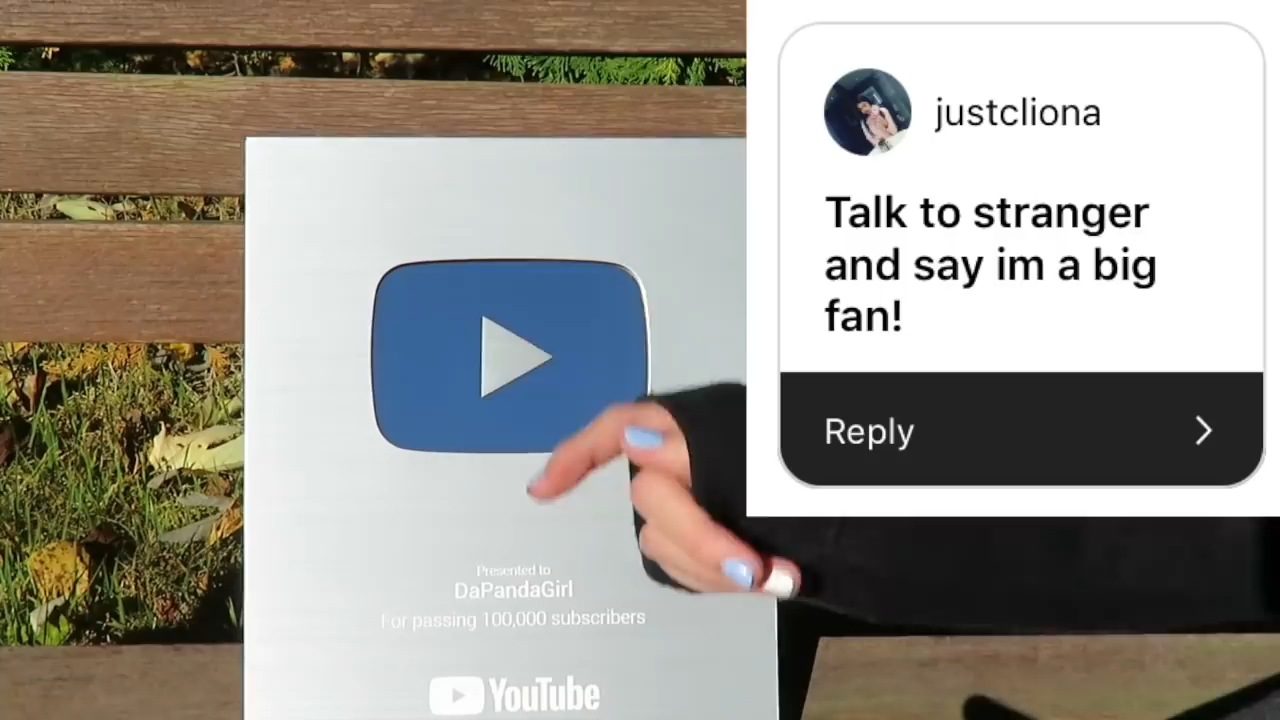 justcliona
Talk to stranger
and say im a big
fan!
Reply
Presented to
DaPandaGirl
For passing 100,000 subscribers
YouTube